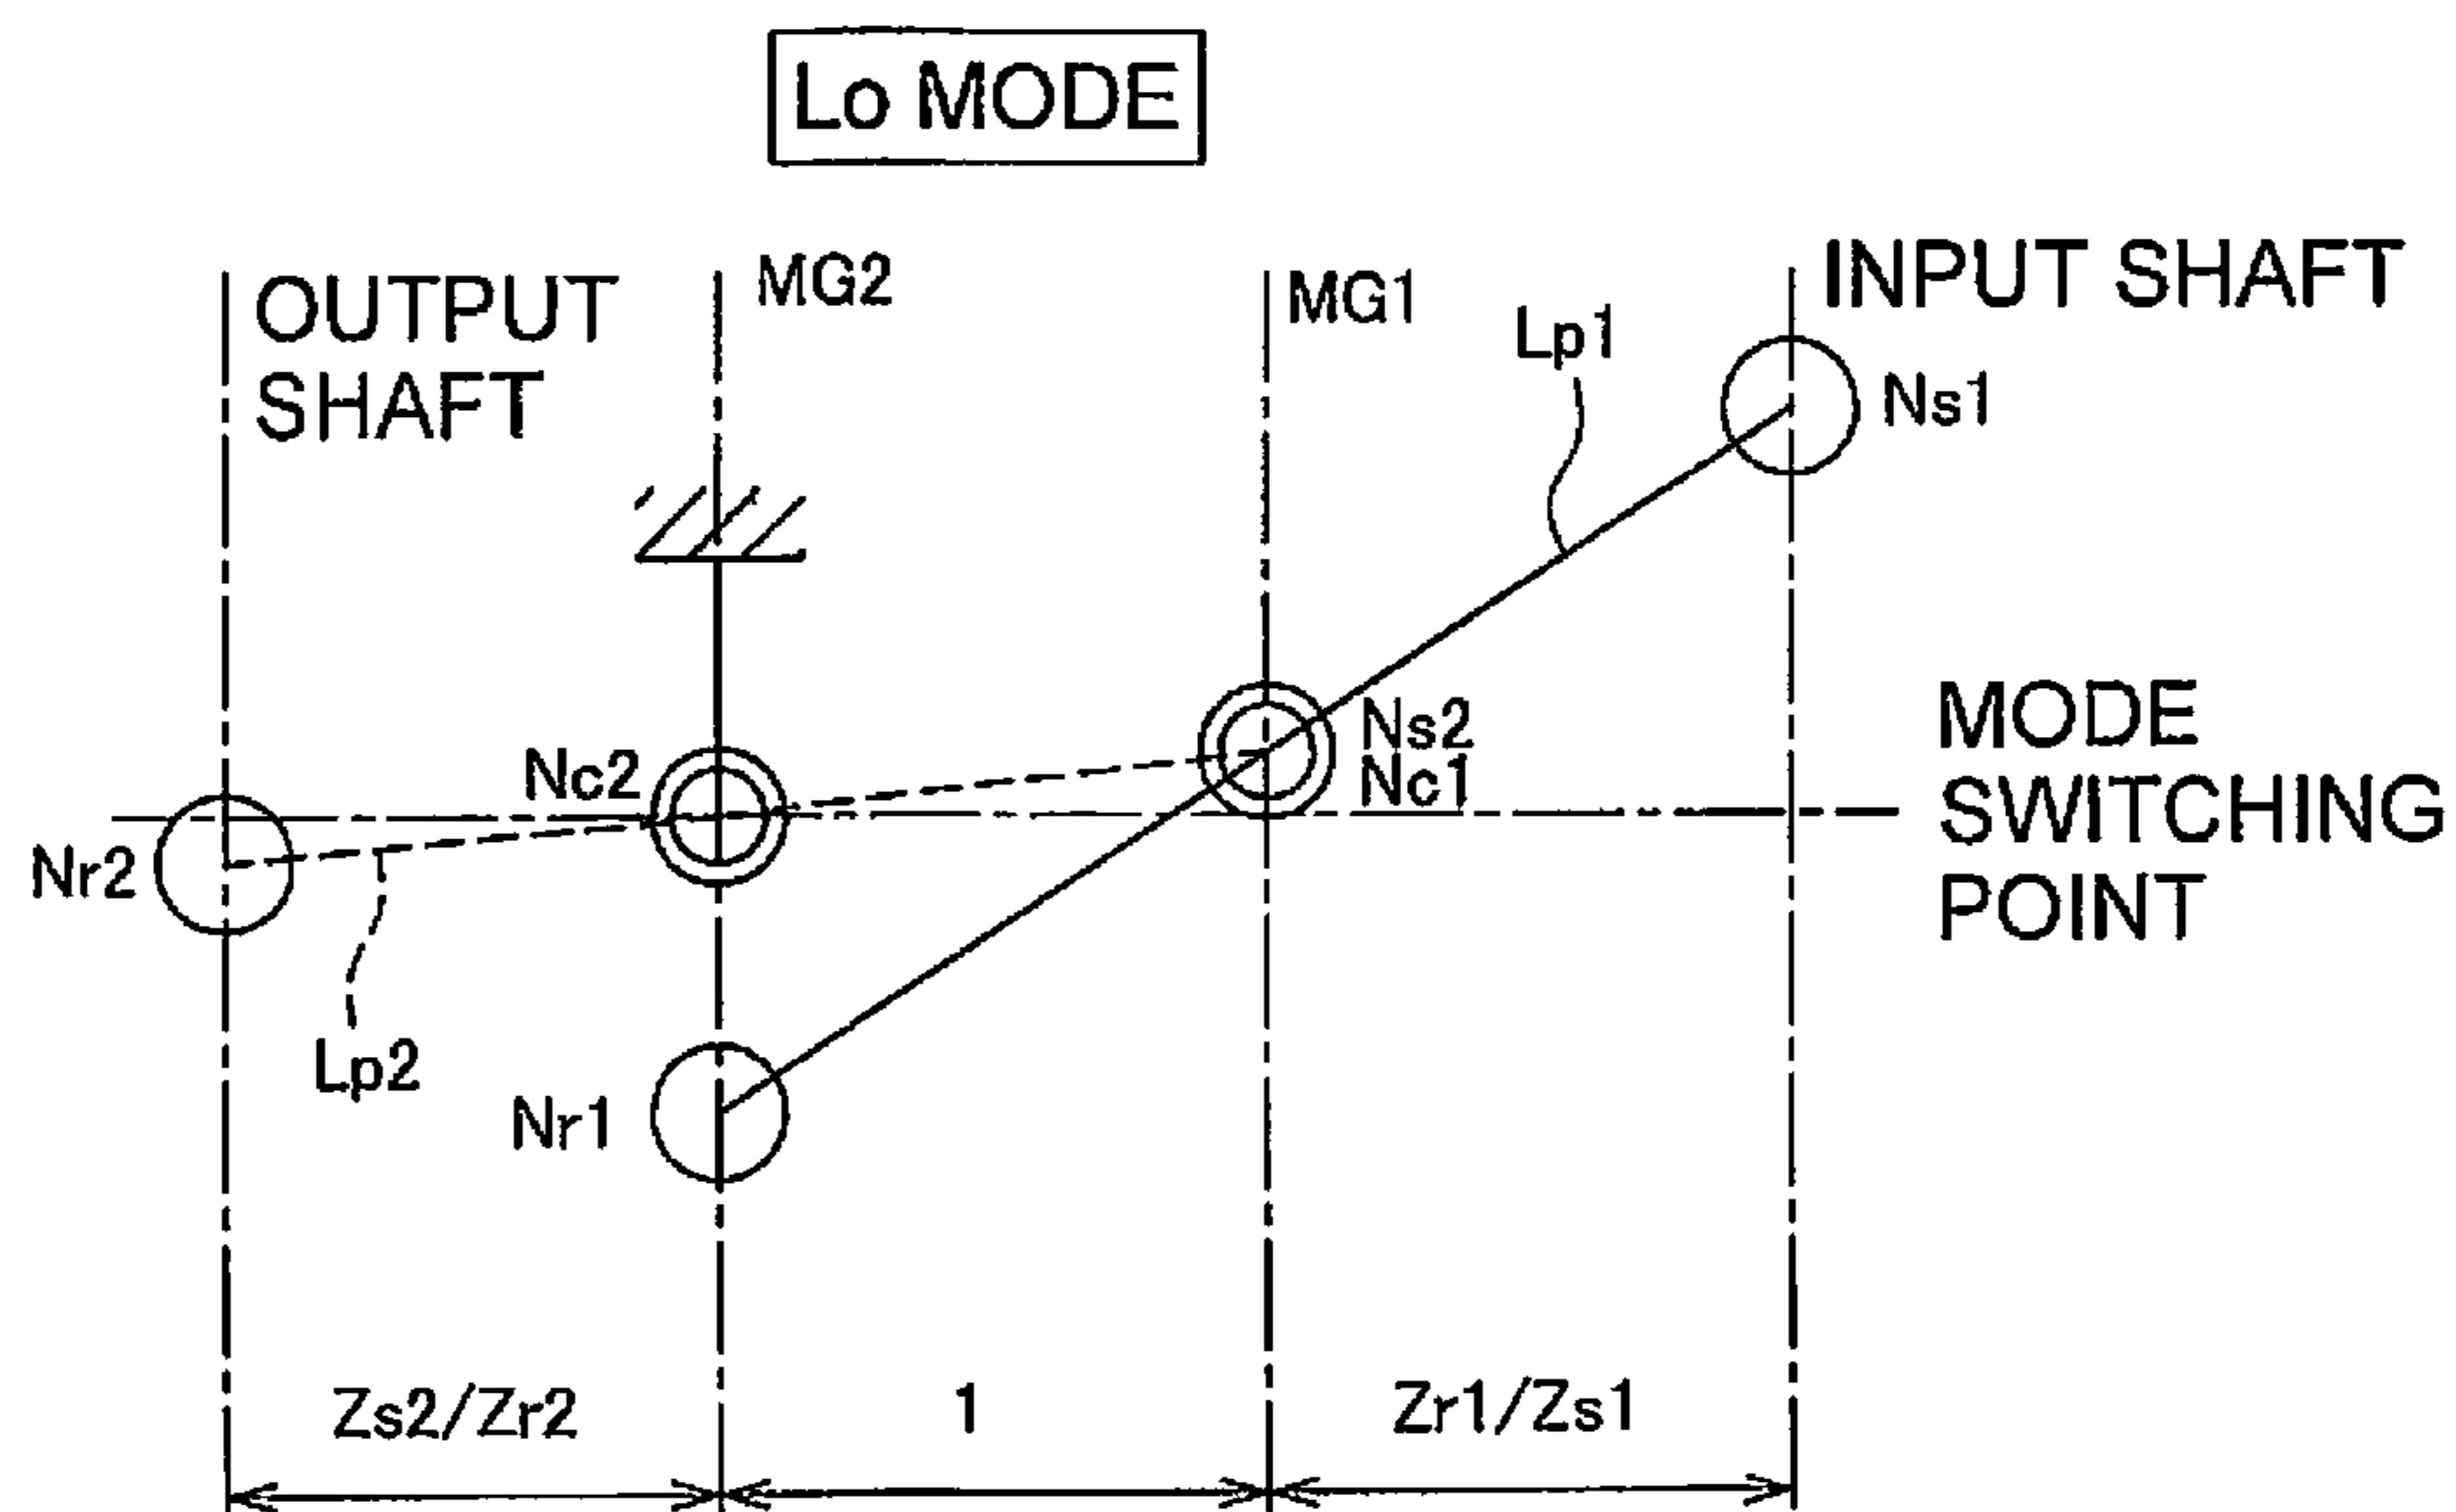 Lo MODE
OUTPUT
SHAFT
MG2
MG1
Lp1
INPUT SHAFT
Ns1
Nc2
Ns2
Nc1
MODE
SWITCHING
POINT
Nr2
Lp2
Nr1
Zs2/Zr2
1
Zr1/Zs1